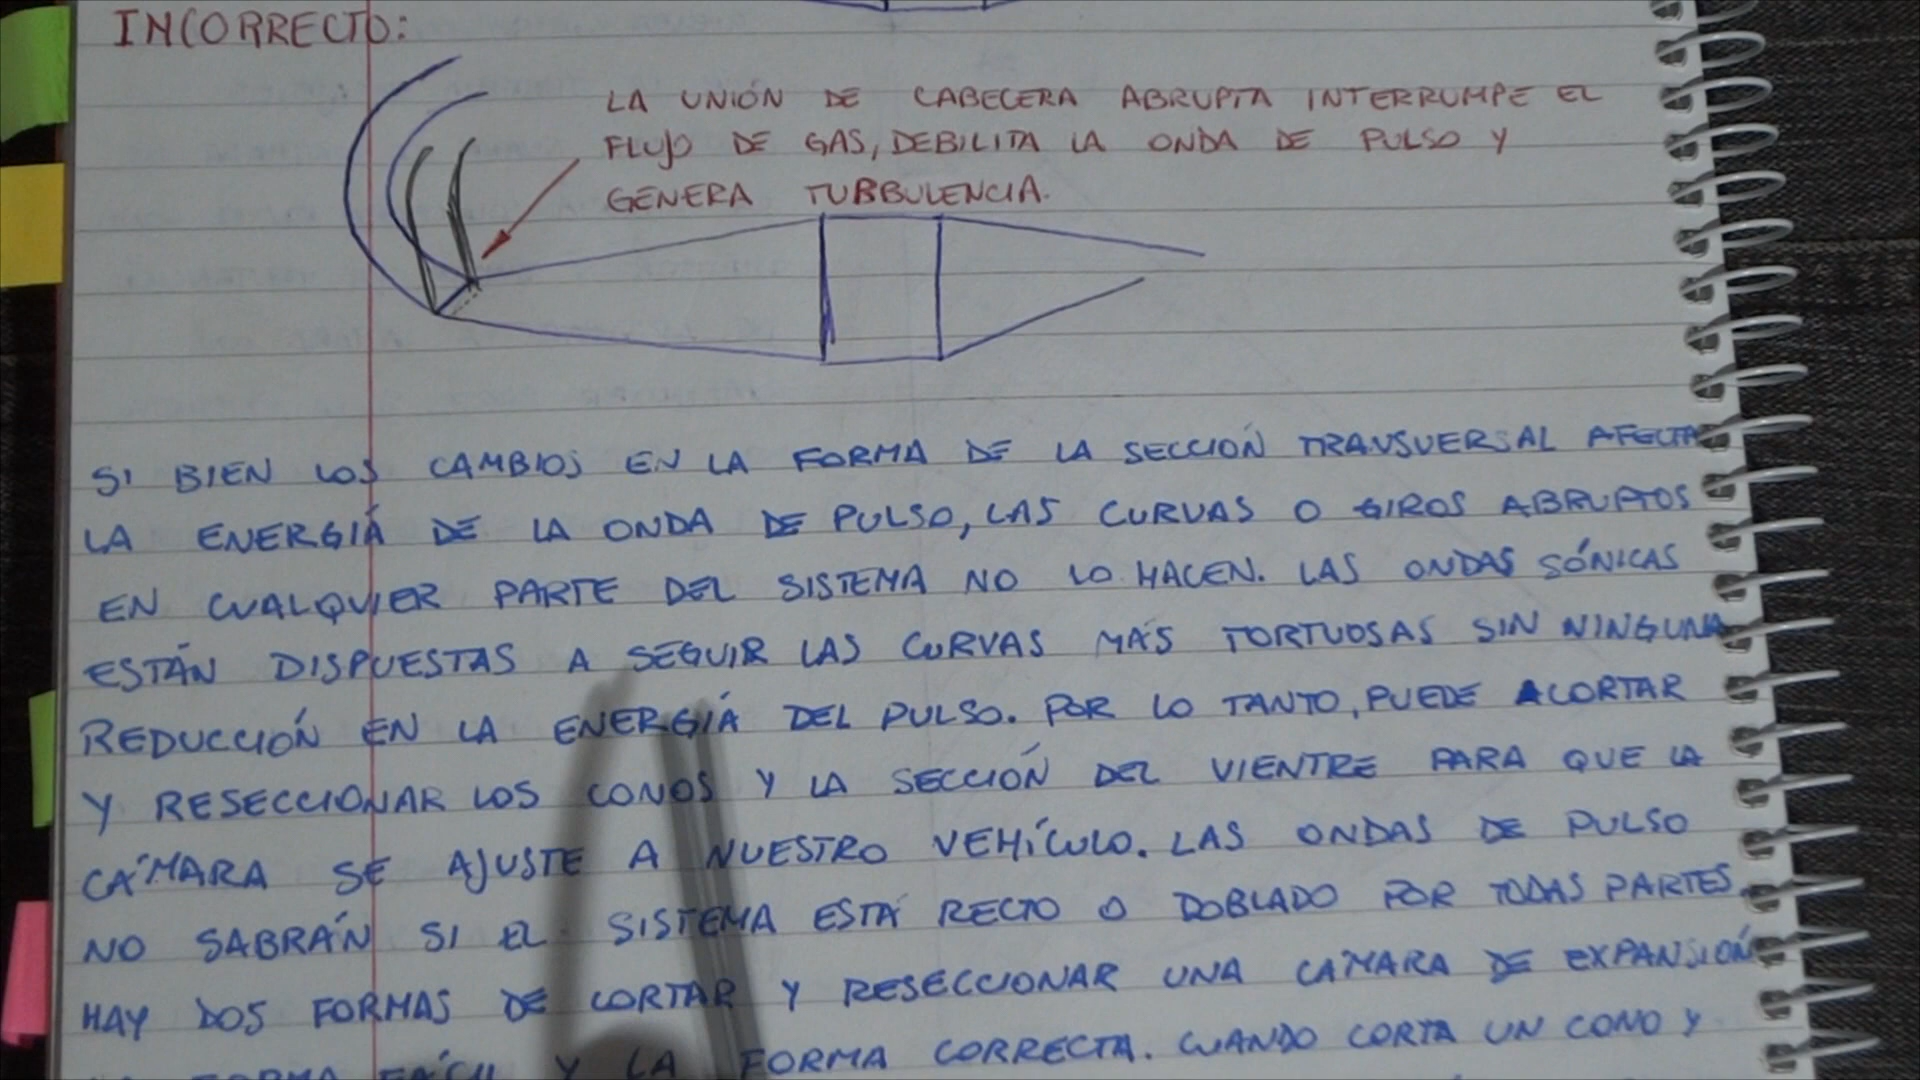 INCORRECTO:
LA UNIÓN DE CABECERA ABRUPTA INTERRUMPE EL
FLUJO DE GAS, DEBILITA LA ONDA DE PULSO Y
GENERA TURBBULENCIA.
SI BIEN LOS CAMBIOS EN LA FORMA DE LA SECCIÓN TRANSVERSAL AFECTA
LA ENERGIÁ DE LA ONDA DE PULSO, LAS CURVAS O GIROS ABRUPTOS
EN CUALQUIER PARTE DEL SISTEMA NO LO HACEN. LAS ONDAS SÓNICAS
ESTÁN DISPUESTAS A SEGUIR LAS CURVAS MÁS TORTUOSAS SIN NINGUNA
REDUCCIÓN EN LA ENERGIÁ DEL PULSO. POR LO TANTO, PUEDE ACORTAR
Y RESECCIONAR LOS CONOS Y LA SECCIÓN DEL VIENTRE PARA QUE LA
CÁMARA SE AJUSTE A NUESTRO VEHÍCULO. LAS ONDAS DE PULSO
NO SABRÁN SI EL SISTEMA ESTÁ RECTO O DOBLADO POR TODAS PARTES.
HAY DOS FORMAS DE CORTAR Y RESECCIONAR UNA CÁMARA DE EXPANSIÓN
FORMA FÁCIL Y LA FORMA CORRECTA. CUANDO CORTA UN CONO Y